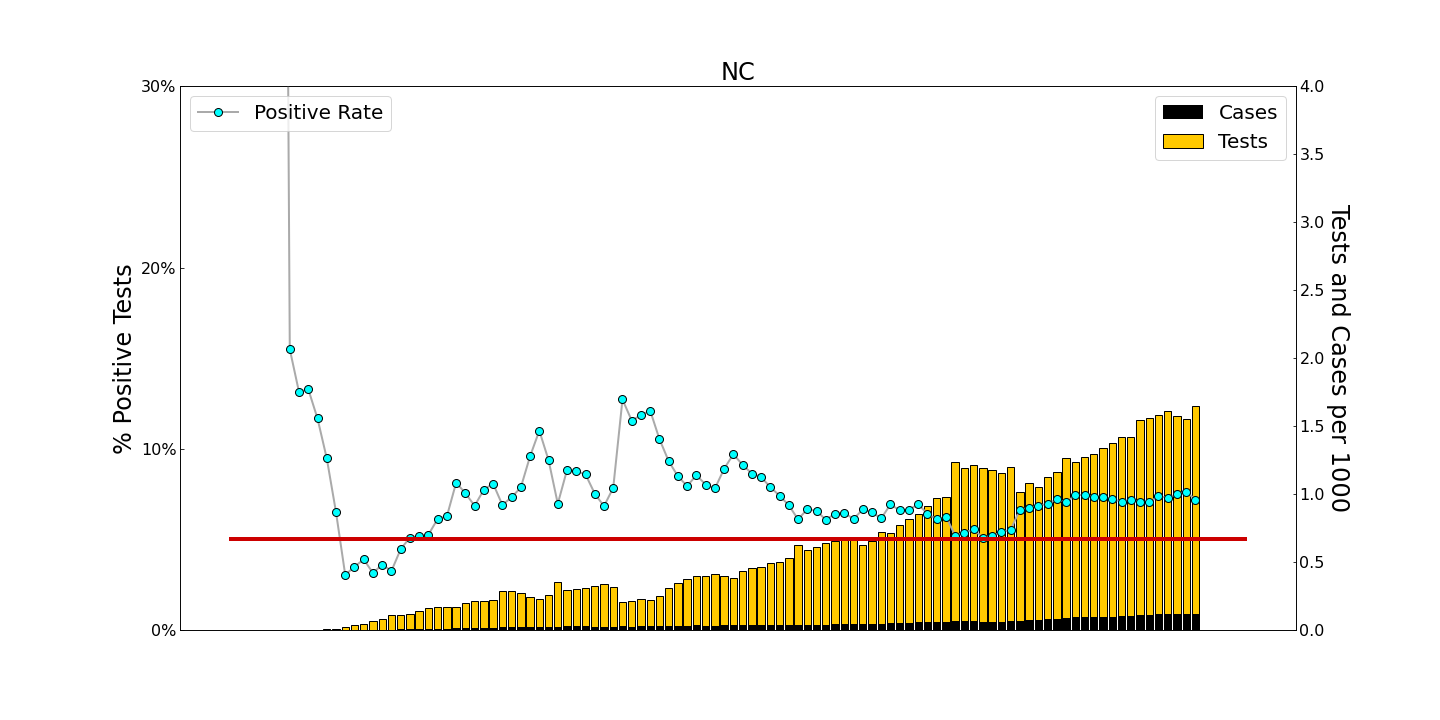 NC
Positive Rate
Cases
Tests
% Positive Tests
30%
20%
10%
0%
Tests and Cases per 1000
4.0
3.5
3.0
2.5
2.0
1.5
1.0
0.5
0.0